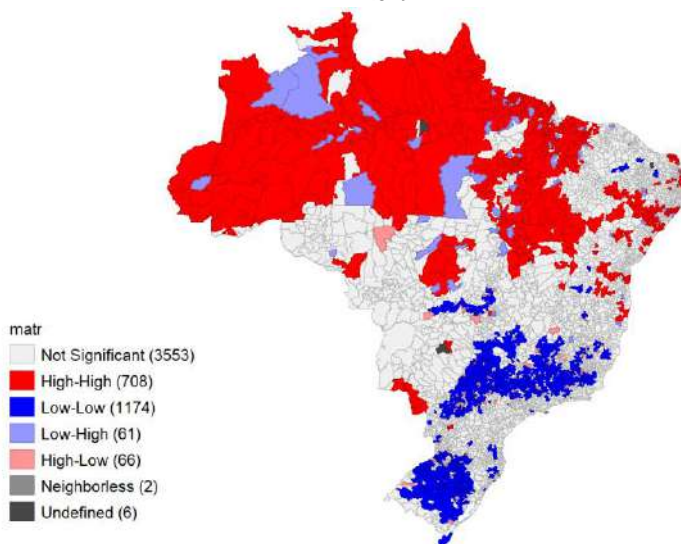 matr
Not Significant (3553)
High-High (708)
Low-Low (1174)
Low-High (61)
High-Low (66)
Neighborless (2)
Undefined (6)